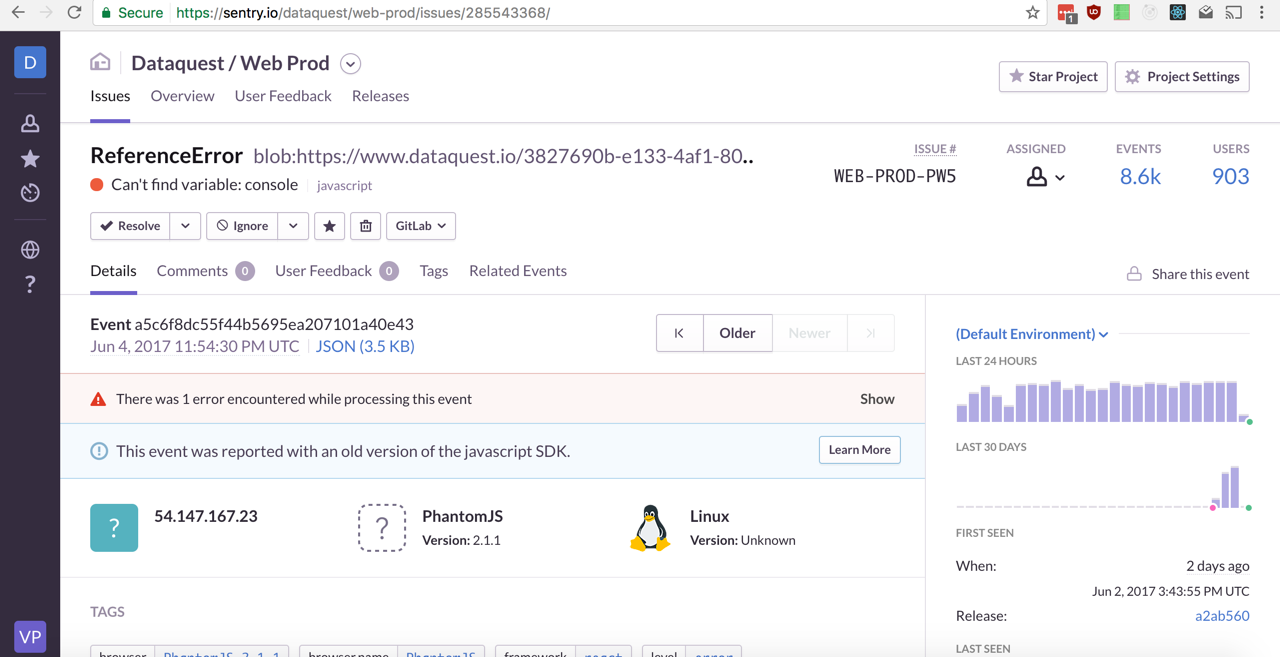 Secure https://sentry.io/dataquest/web-prod/issues/285543368/
1
D
Dataquest / Web Prod
Star Project Project Settings
Issues Overview User Feedback Releases
ReferenceError blob:https://www.dataquest.io/3827690b-e133-4af1-80..
ISSUE # ASSIGNED EVENTS USERS
WEB-PROD-PW5 8.6k 903
Can't find variable: console javascript
Resolve Ignore GitLab
Details Comments 0 User Feedback 0 Tags Related Events
Share this event
Event a5c6f8dc55f44b5695ea207101a40e43
Jun 4, 2017 11:54:30 PM UTC JSON (3.5 KB)
Older Newer
There was 1 error encountered while processing this event Show
This event was reported with an old version of the javascript SDK. Learn More
? 54.147.167.23
? PhantomJS
Version: 2.1.1
Linux
Version: Unknown
TAGS
browser PhantomJS 2.1.1 browser.name PhantomJS framework react level error
(Default Environment)
LAST 24 HOURS
LAST 30 DAYS
FIRST SEEN
When: 2 days ago
Jun 2, 2017 3:43:55 PM UTC
Release: a2ab560
LAST SEEN
?
VP